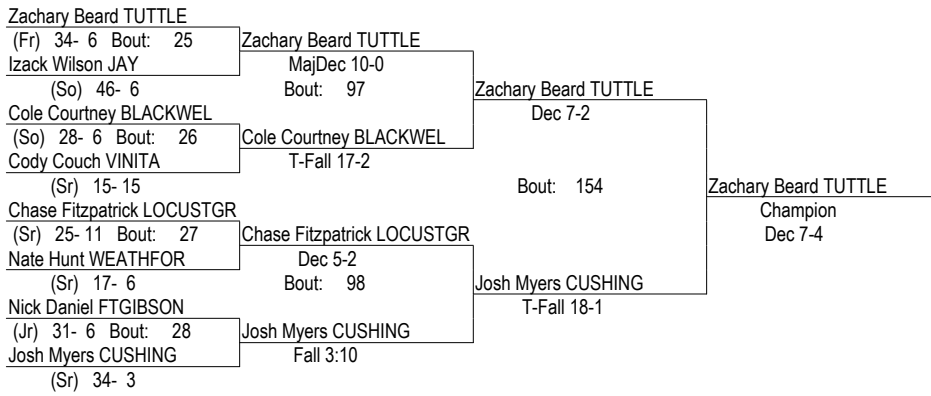 Zachary Beard TUTTLE
(Fr) 34- 6 Bout: 25
Zachary Beard TUTTLE
Izack Wilson JAY
MajDec 10-0
(So) 46- 6
Bout: 97
Zachary Beard TUTTLE
Cole Courtney BLACKWEL
Dec 7-2
(So) 28- 6 Bout: 26
Cole Courtney BLACKWEL
Cody Couch VINITA
T-Fall 17-2
(Sr) 15- 15
Bout: 154
Zachary Beard TUTTLE
Chase Fitzpatrick LOCUSTGR
Champion
(Sr) 25- 11 Bout: 27
Chase Fitzpatrick LOCUSTGR
Dec 7-4
Nate Hunt WEATHFOR
Dec 5-2
(Sr) 17- 6
Bout: 98
Josh Myers CUSHING
Nick Daniel FTGIBSON
T-Fall 18-1
(Jr) 31- 6 Bout: 28
Josh Myers CUSHING
Josh Myers CUSHING
Fall 3:10
(Sr) 34- 3